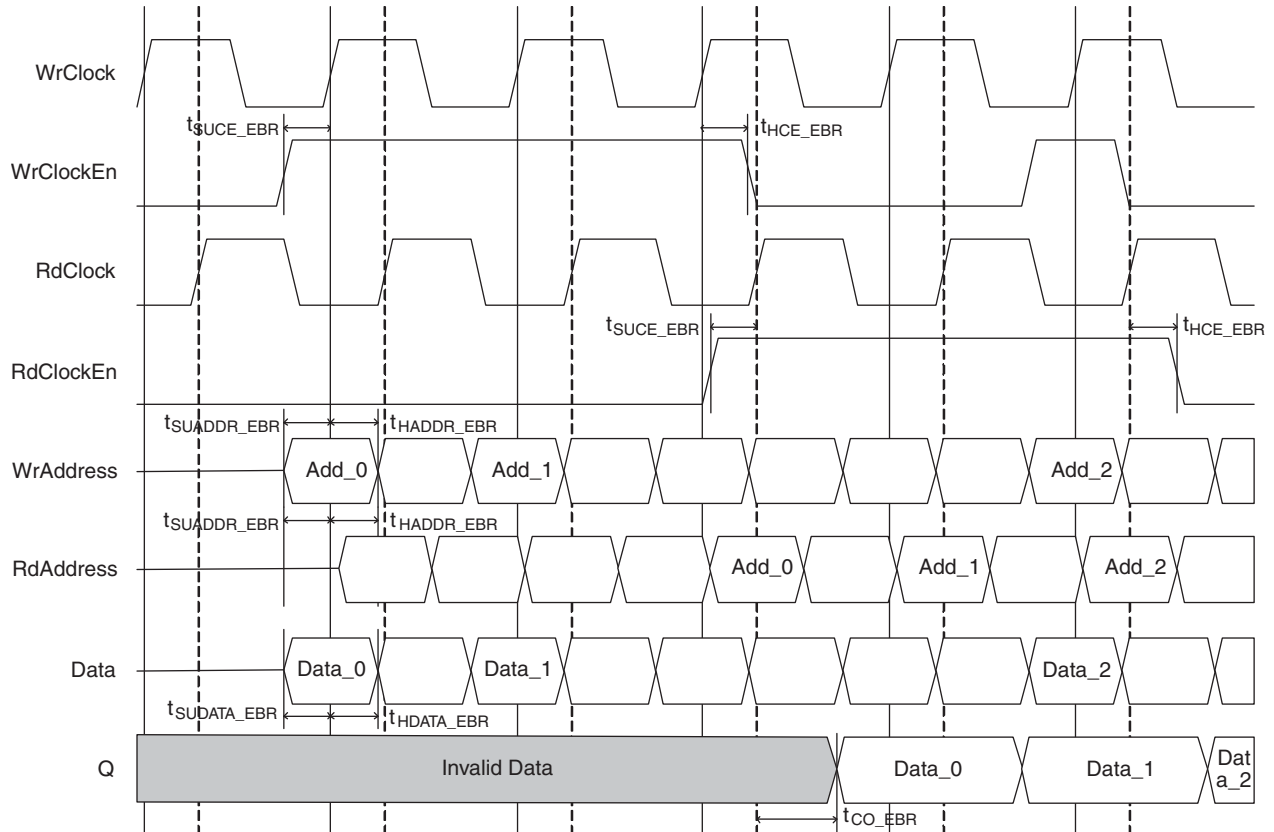 WrClock
tSUCE_EBR
tHCE_EBR
WrClockEn
RdClock
tSUCE_EBR
tHCE_EBR
RdClockEn
tSUADDR_EBR
tHADDR_EBR
WrAddress
Add_0
Add_1
Add_2
tSUADDR_EBR
tHADDR_EBR
RdAddress
Add_0
Add_1
Add_2
Data
Data_0
Data_1
Data_2
tSUDATA_EBR
tHDATA_EBR
Q
Invalid Data
Data_0
Data_1
Dat
a_2
tCO_EBR